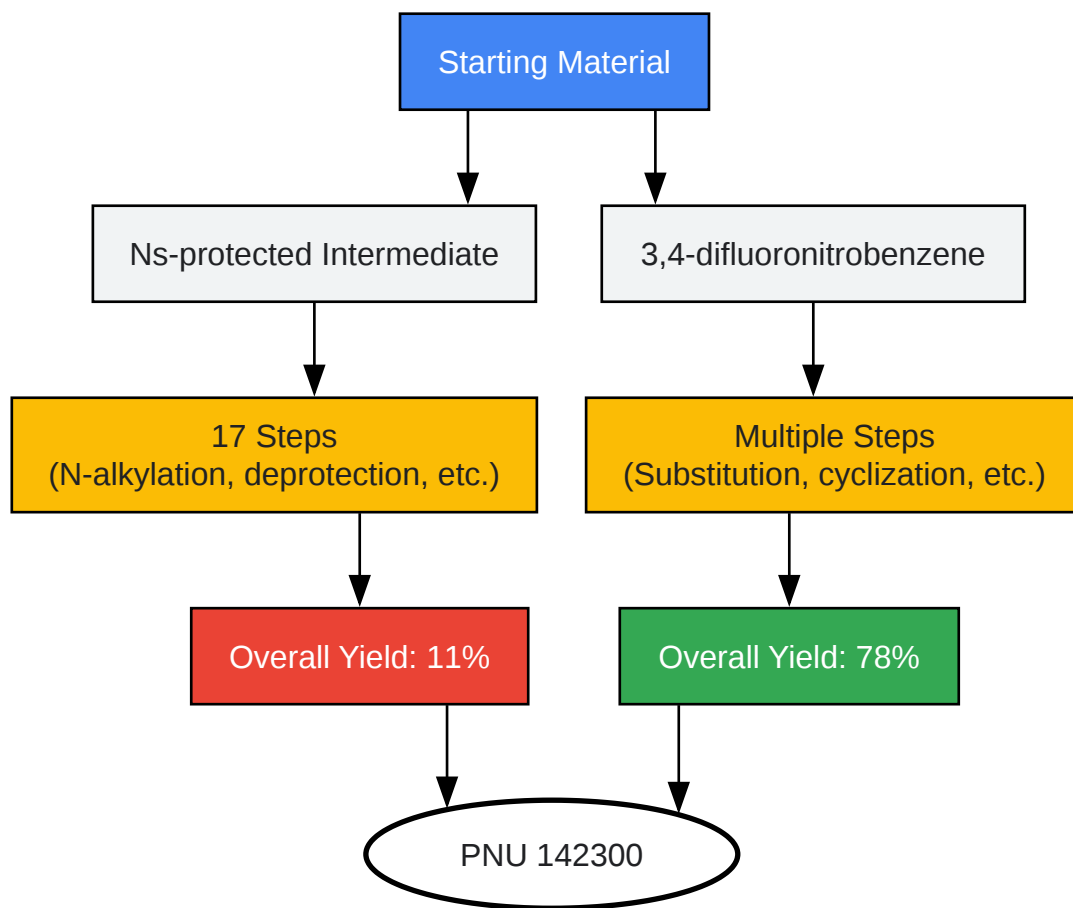 Starting Material
Ns-protected Intermediate
3,4-difluoronitrobenzene
17 Steps
(N-alkylation, deprotection, etc.)
Multiple Steps
(Substitution, cyclization, etc.)
Overall Yield: 11%
Overall Yield: 78%
PNU 142300